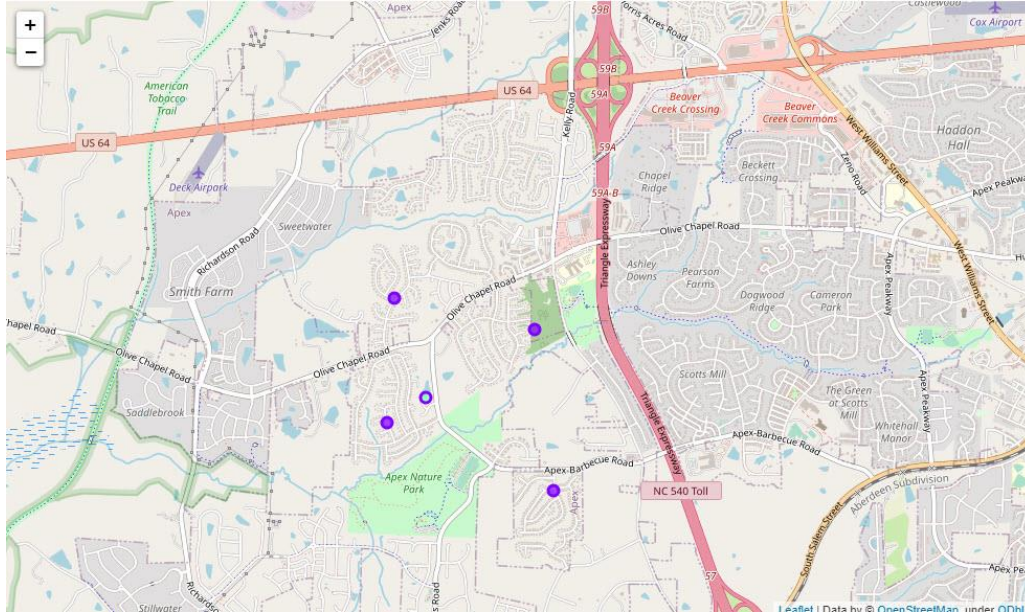 +
−
59B
Cox Airport
Jenks Road
59B
US 64
59A
Kelly Road
Beaver
Creek Crossing
Beaver
Creek Commons
American
Tobacco
Trail
US 64
West Williams Street
Haddon
Hall
Zeno Road
59A
Deck Airpark
Apex
Chapel
Ridge
Beckett
Crossing
59A-B
Apex Peakway
Sweetwater
Richardson Road
Olive Chapel Road
Triangle Expressway
Ashley
Downs
Pearson
Farms
Apex Peakway
West Williams Street
Smith Farm
Olive Chapel Road
Dogwood
Ridge
Cameron
Park
Chapel Road
Olive Chapel Road
Olive Chapel Road
Scotts Mill
Saddlebrook
Triangle Expressway
The Green
at Scotts
Mill
Apex Peakway
Whitehall
Manor
Apex-Barbecue Road
Apex-Barbecue Road
Apex Nature
Park
Apex
NC 540 Toll
Aberdeen Subdivision
South Salem Street
57
Apex
Stillwater
Leaflet | Data by © OpenStreetMap, under ODbL